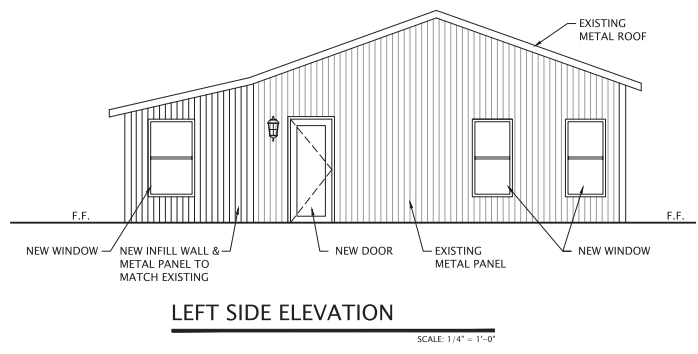 EXISTING
METAL ROOF
F.F.
F.F.
NEW WINDOW
NEW INFILL WALL &
METAL PANEL TO
MATCH EXISTING
NEW DOOR
EXISTING
METAL PANEL
NEW WINDOW
LEFT SIDE ELEVATION
SCALE: 1/4" = 1'-0"